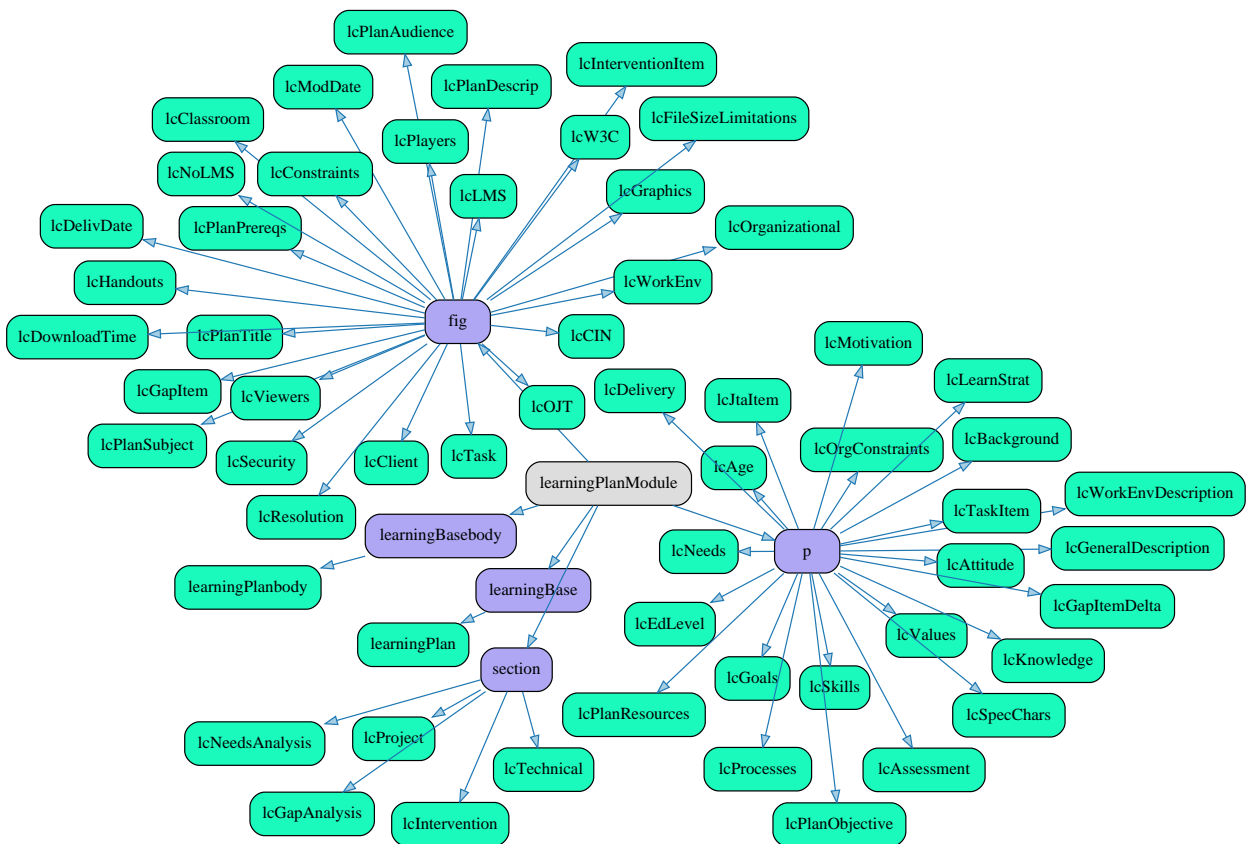 lcPlanAudience
lcInterventionItem
lcModDate
lcPlanDescrip
lcClassroom
lcFileSizeLimitations
lcPlayers
lcW3C
lcNoLMS
lcConstraints
lcLMS
lcGraphics
lcDelivDate
lcPlanPrereqs
lcOrganizational
lcHandouts
lcWorkEnv
fig
lcDownloadTime
lcPlanTitle
lcCIN
lcMotivation
lcGapItem
lcViewers
lcDelivery
lcJtaItem
lcLearnStrat
lcOJT
lcPlanSubject
lcBackground
lcOrgConstraints
lcSecurity
lcClient
lcTask
lcAge
learningPlanModule
lcWorkEnvDescription
lcResolution
lcTaskItem
learningBasebody
lcNeeds
p
lcGeneralDescription
lcAttitude
learningPlanbody
learningBase
lcGapItemDelta
lcEdLevel
lcValues
learningPlan
lcKnowledge
section
lcGoals
lcSkills
lcPlanResources
lcSpecChars
lcNeedsAnalysis
lcProject
lcTechnical
lcProcesses
lcAssessment
lcGapAnalysis
lcIntervention
lcPlanObjective